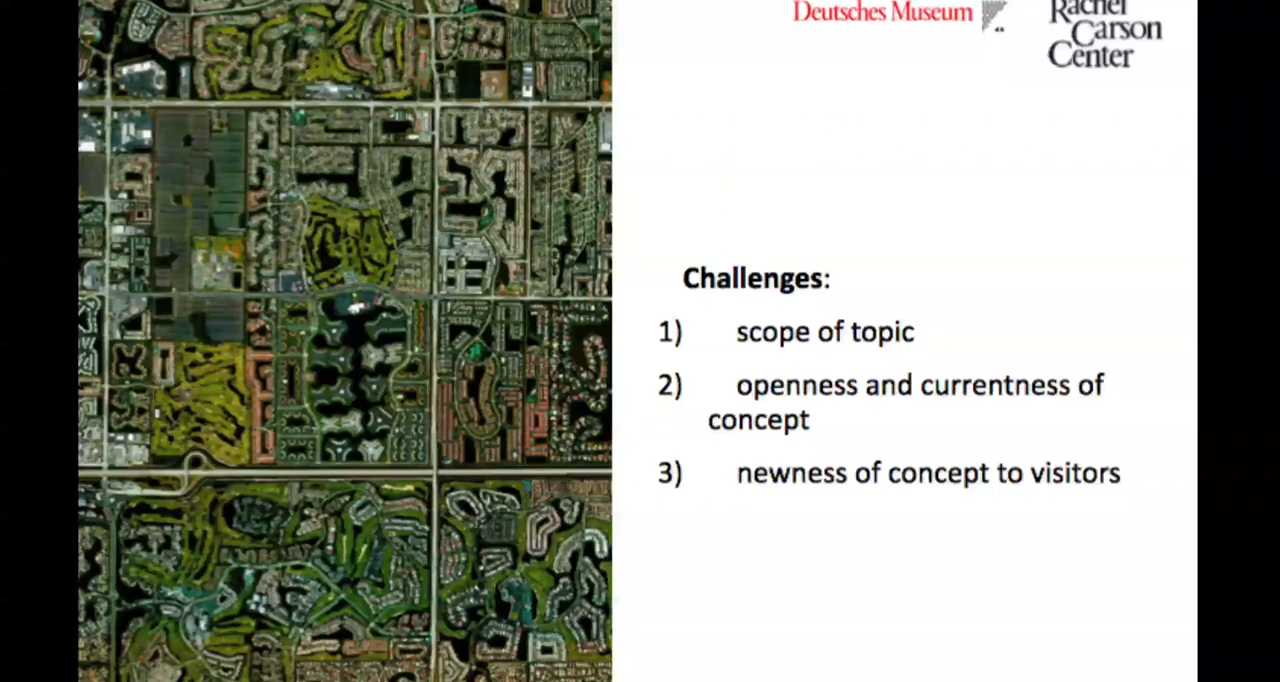 Deutsches Museum
Rachel
Carson
Center
Challenges:
1) scope of topic
2) openness and currentness of
concept
3) newness of concept to visitors